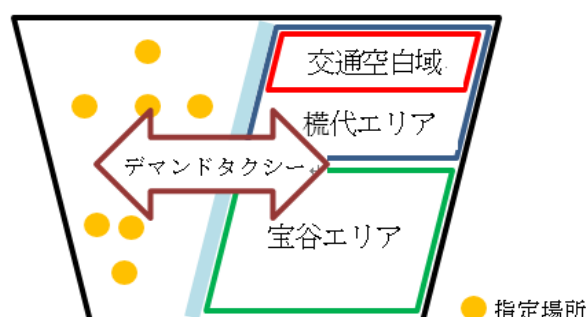 交通空白域
槻代エリア
デマンドタクシー
宝谷エリア
指定場所